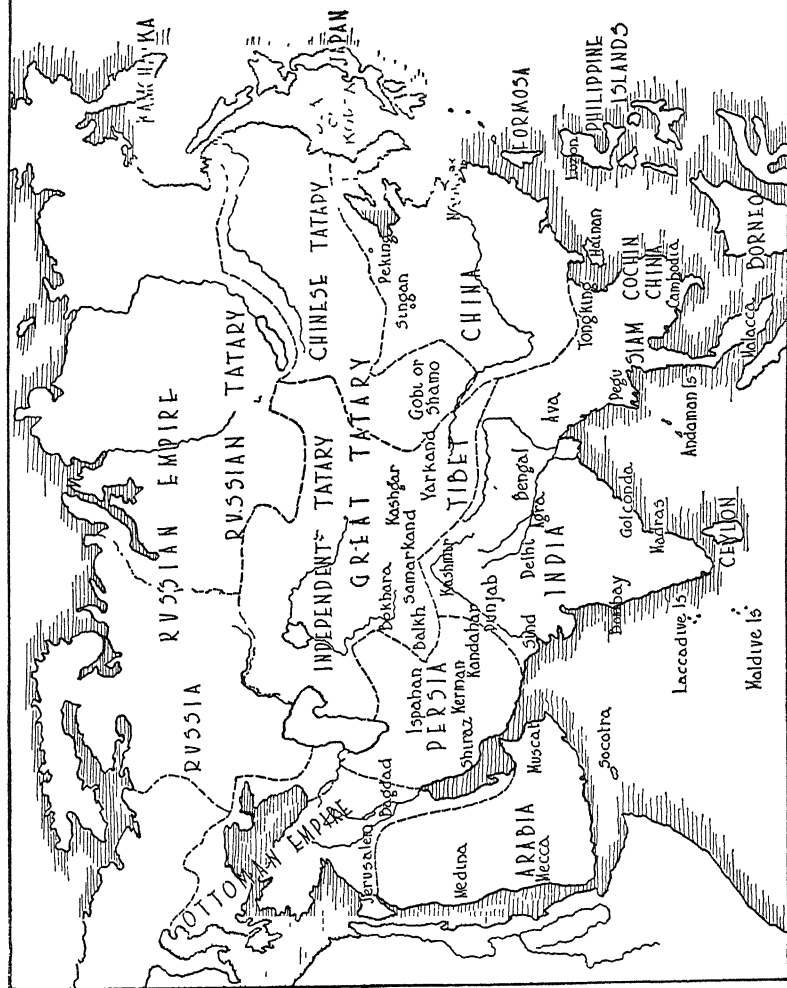 RUSSIAN EMPIRE
RUSSIA
RUSSIAN TATARY
KAMCHATKA
CHINESE TATARY
INDEPENDENT TATARY
GREAT TATARY
JAPAN
OTTOMAN EMPIRE
Jerusalem
Bagdad
Bokhara
Samarkand
Kashgar
Balkh
Yarkand
Gobi or
Shamo
Peking
Singan
Ispahan
PERSIA
Kerman
Shiraz
Kandahar
Kashmir
Punjab
TIBET
CHINA
Medina
ARABIA
Mecca
Muscat
Sind
Delhi
Agra
INDIA
Bengal
Ava
FORMOSA
Tongking
Hainan
Luzon
PHILIPPINE
ISLANDS
Socotra
Bombay
Golconda
Madras
Pegu
SIAM
COCHIN
CHINA
Cambodia
Laccadive Is
CEYLON
Andaman Is
Maldive Is
Malacca
BORNEO